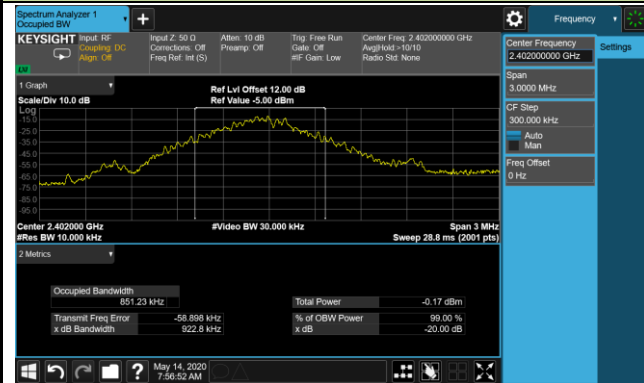 Spectrum Analyzer 1
Occupied BW
Frequency
KEYSIGHT
Input: RF
Coupling: DC
Align: Off
Input Z: 50 Ω
Corrections: Off
Freq Ref: Int (S)
Atten: 10 dB
Preamp: Off
Trig: Free Run
Gate: Off
#IF Gain: Low
Center Freq: 2.402000000 GHz
Avg|Hold:>10/10
Radio Std: None
Center Frequency
2.402000000 GHz
Settings
Span
3.0000 MHz
CF Step
300.000 kHz
Auto
Man
Freq Offset
0 Hz
1 Graph
Scale/Div 10.0 dB
Ref Lvl Offset 12.00 dB
Ref Value -5.00 dBm
Log
-15.0
-25.0
-35.0
-45.0
-55.0
-65.0
-75.0
-85.0
-95.0
Center 2.402000 GHz
#Video BW 30.000 kHz
Span 3 MHz
#Res BW 10.000 kHz
Sweep 28.8 ms (2001 pts)
2 Metrics
Occupied Bandwidth
851.23 kHz
Total Power -0.17 dBm
Transmit Freq Error -58.898 kHz
% of OBW Power 99.00 %
x dB Bandwidth 922.8 kHz
x dB -20.00 dB
?
May 14, 2020
7:56:52 AM